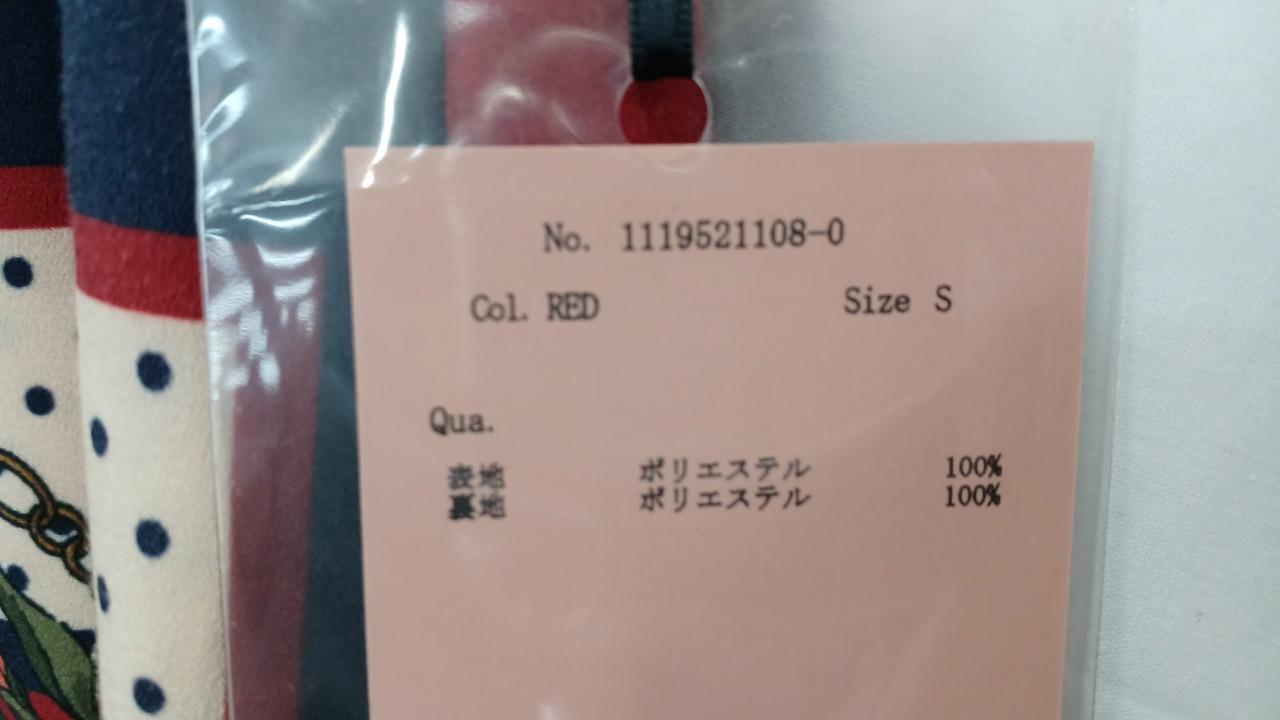 No. 1119521108-0
Col. RED Size S
Qua.
表地 ポリエステル 100%
裏地 ポリエステル 100%